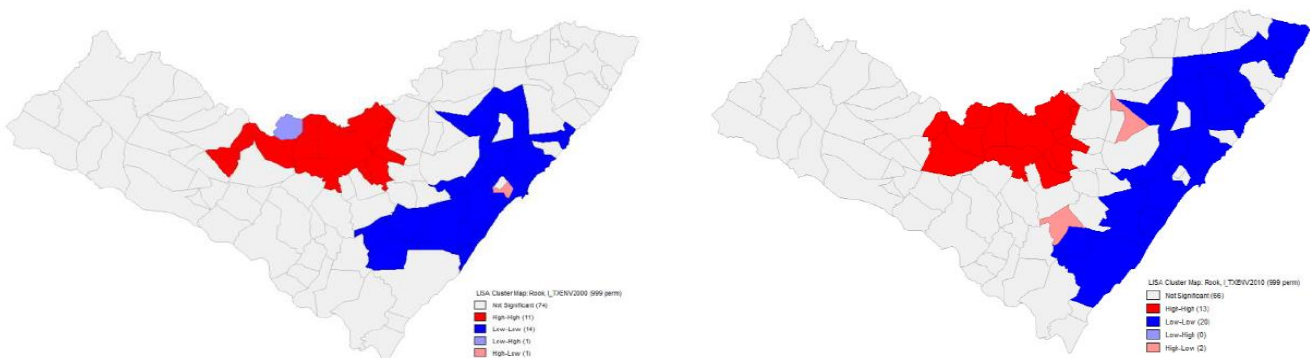 LISA Cluster Map: Rook, I_TXENV2000 (999 perm)
Not Significant (74)
High-High (11)
Low-Low (14)
Low-High (1)
High-Low (1)
LISA Cluster Map: Rook, I_TXENV2010 (999 perm)
Not Significant (66)
High-High (13)
Low-Low (20)
Low-High (0)
High-Low (2)